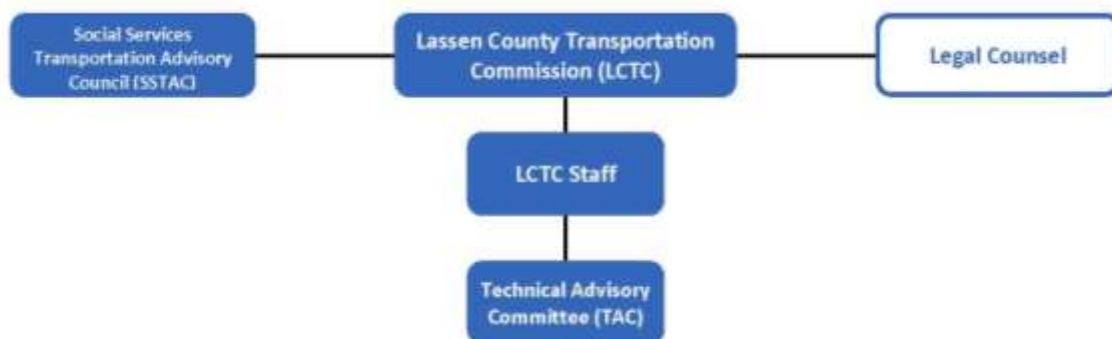 Social Services
Transportation Advisory
Council (SSTAC)
Lassen County Transportation
Commission (LCTC)
Legal Counsel
LCTC Staff
Technical Advisory
Committee (TAC)